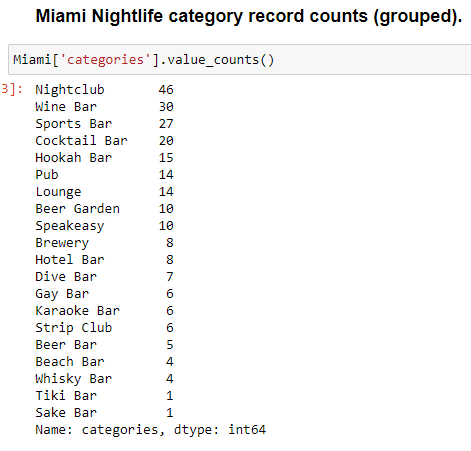 Miami Nightlife category record counts (grouped).
Miami['categories'].value_counts()
3]: Nightclub 46
Wine Bar 30
Sports Bar 27
Cocktail Bar 20
Hookah Bar 15
Pub 14
Lounge 14
Beer Garden 10
Speakeasy 10
Brewery 8
Hotel Bar 8
Dive Bar 7
Gay Bar 6
Karaoke Bar 6
Strip Club 6
Beer Bar 5
Beach Bar 4
Whisky Bar 4
Tiki Bar 1
Sake Bar 1
Name: categories, dtype: int64